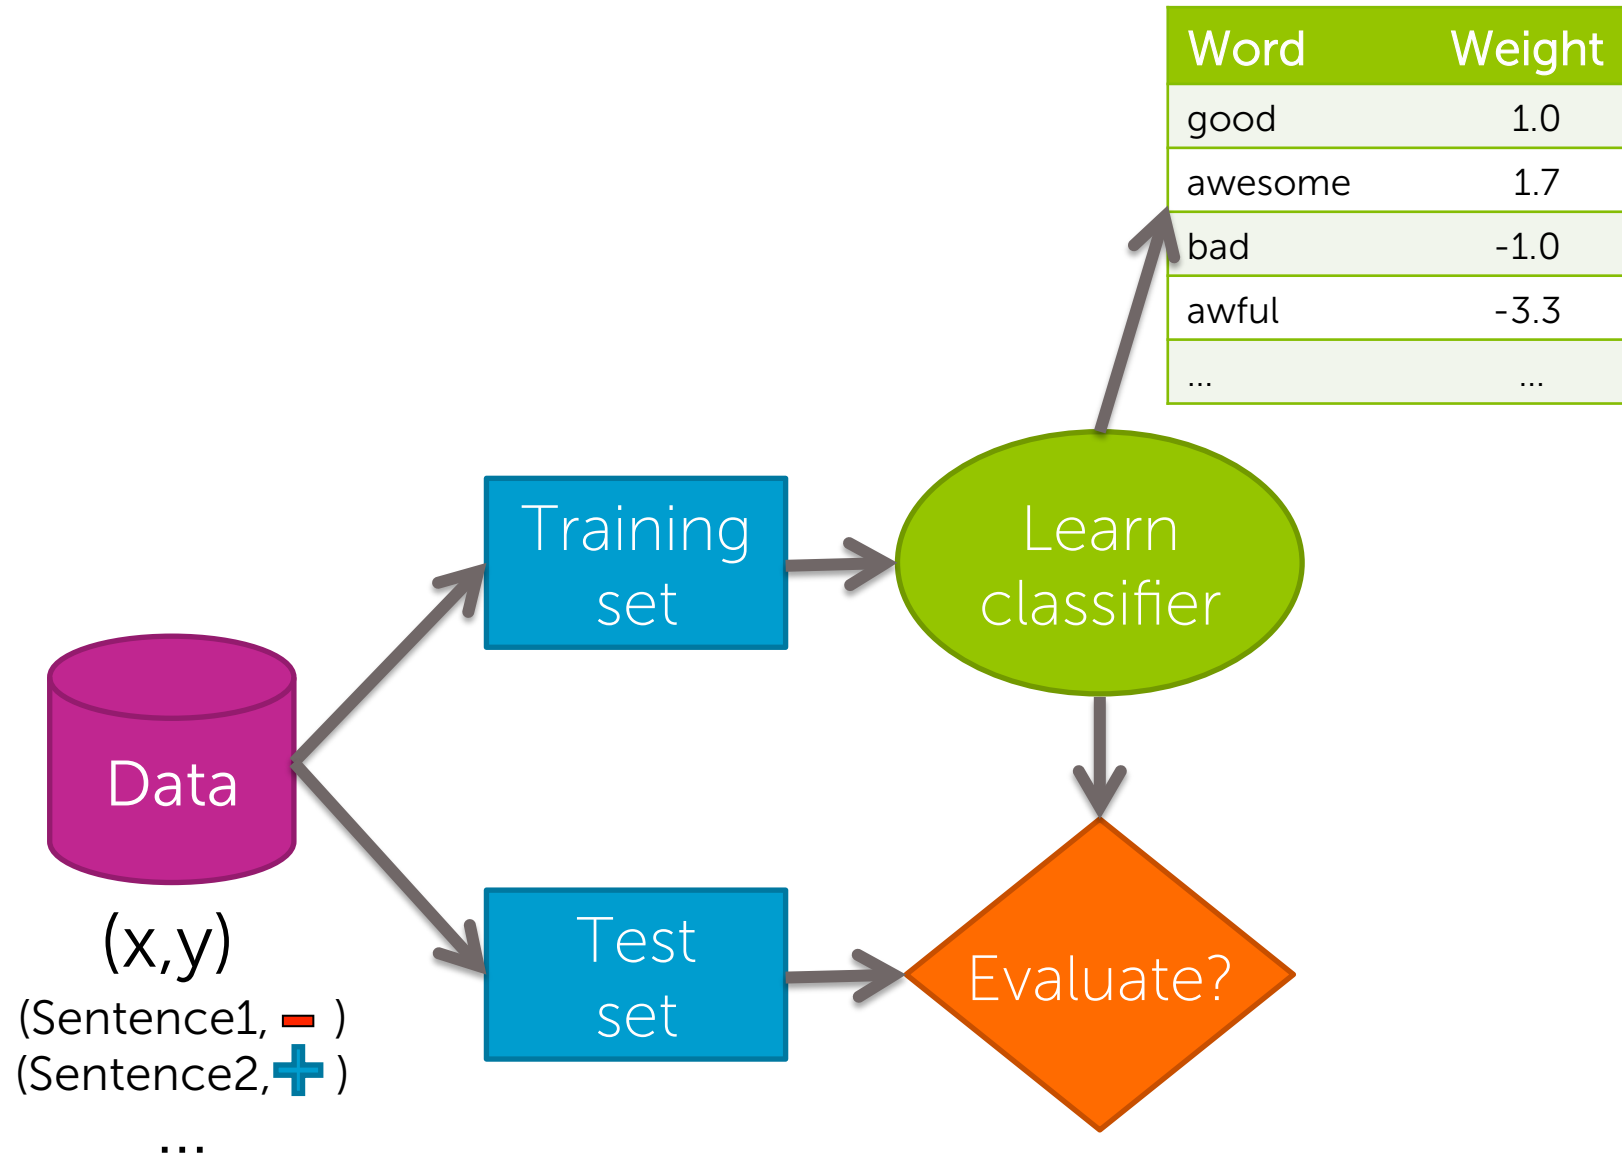 Word Weight
good 1.0
awesome 1.7
bad -1.0
awful -3.3
... ...
Training
set
Learn
classifier
Data
(x,y)
(Sentence1, - )
(Sentence2, + )
...
Test
set
Evaluate?